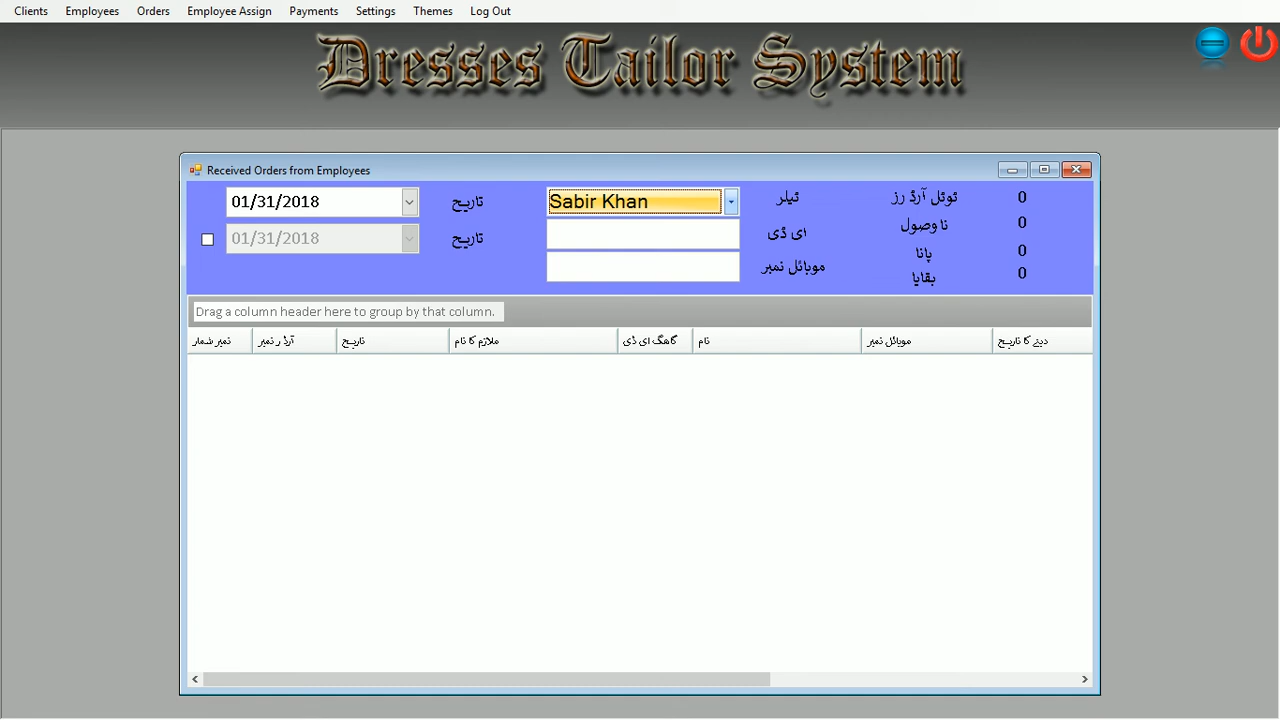 Clients Employees Orders Employee Assign Payments Settings Themes Log Out
Dresses Tailor System
Received Orders from Employees
01/31/2018 تاریخ Sabir Khan ٹیلر ٹوٹل آرڈرز 0
01/31/2018 تاریخ ای ڈی نا وصول 0
موبائل نمبر پانا 0
بقایا 0
Drag a column header here to group by that column.
نمبر شمار آرڈر نمبر تاریخ ملازم کا نام گاھگ ای ڈی نام موبائل نمبر دینے کا تاریخ